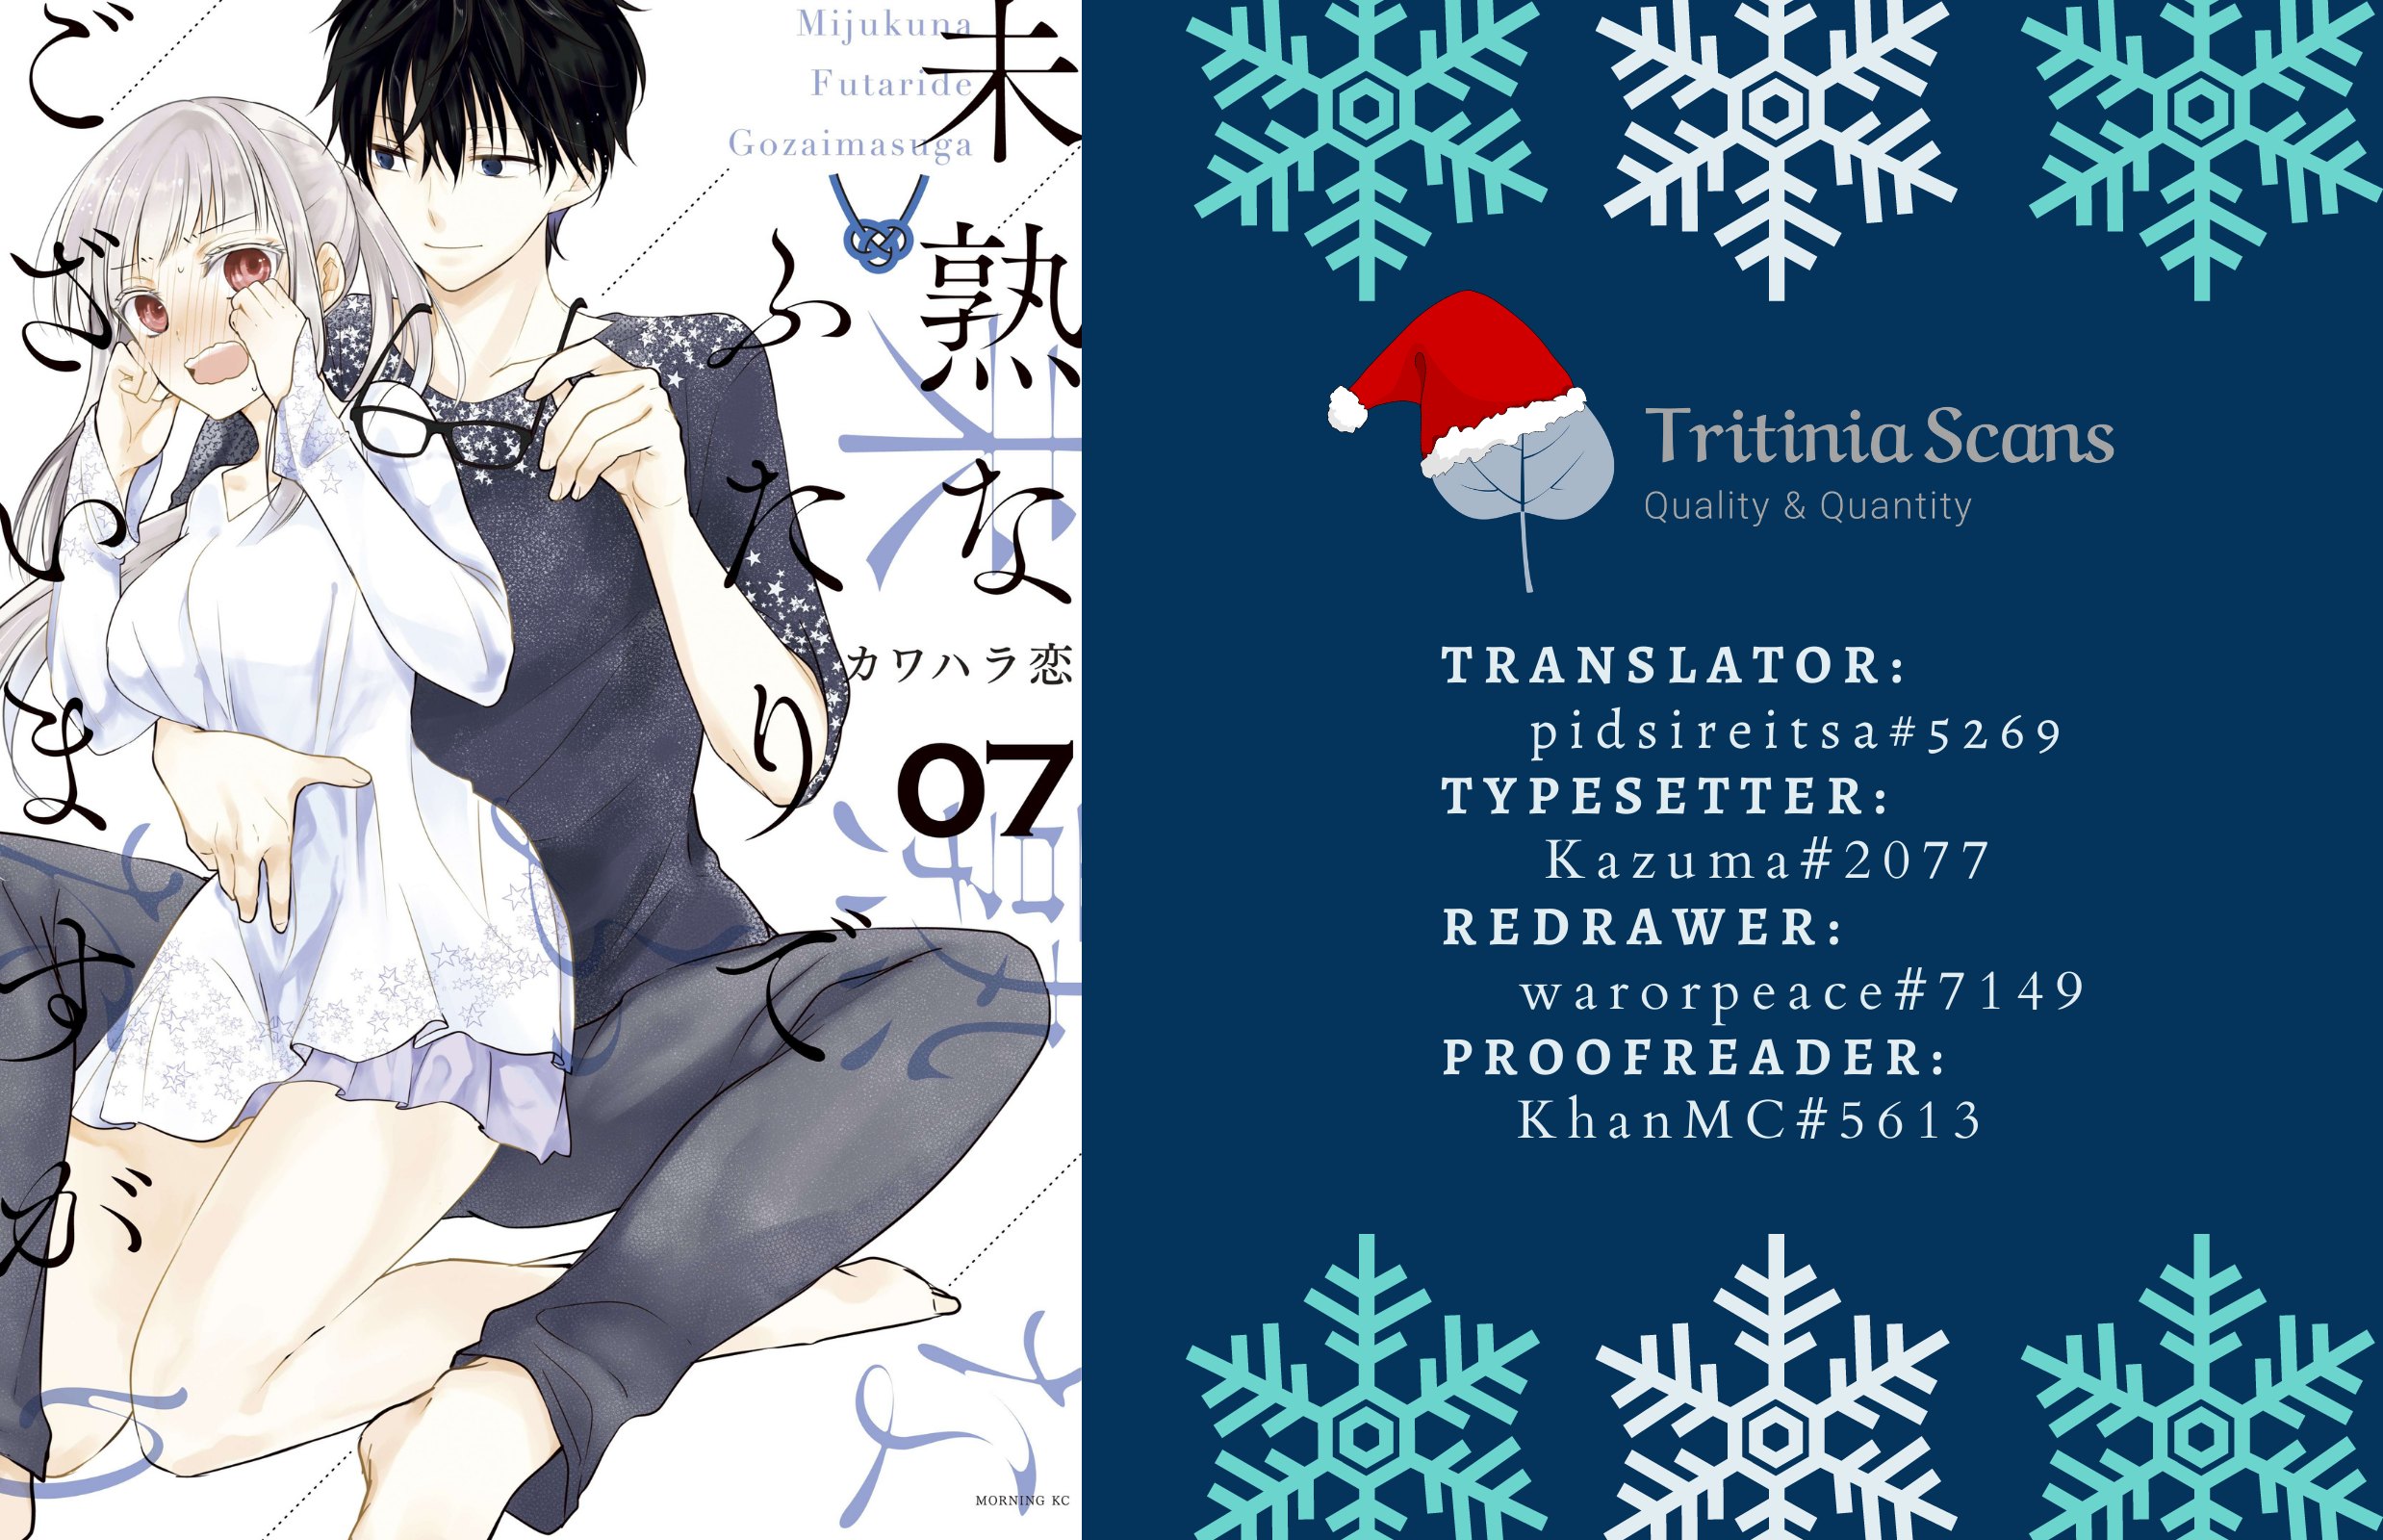 Mijukuna
Futaride
Gozaimasuga
未熟な
ふたりで
ございますが
カワハラ恋
07
MORNING KC
Tritinia Scans
Quality & Quantity
TRANSLATOR:
pidsireitsa#5269
TYPESETTER:
Kazuma#2077
REDRAWER:
warorpeace#7149
PROOFREADER:
KhanMC#5613